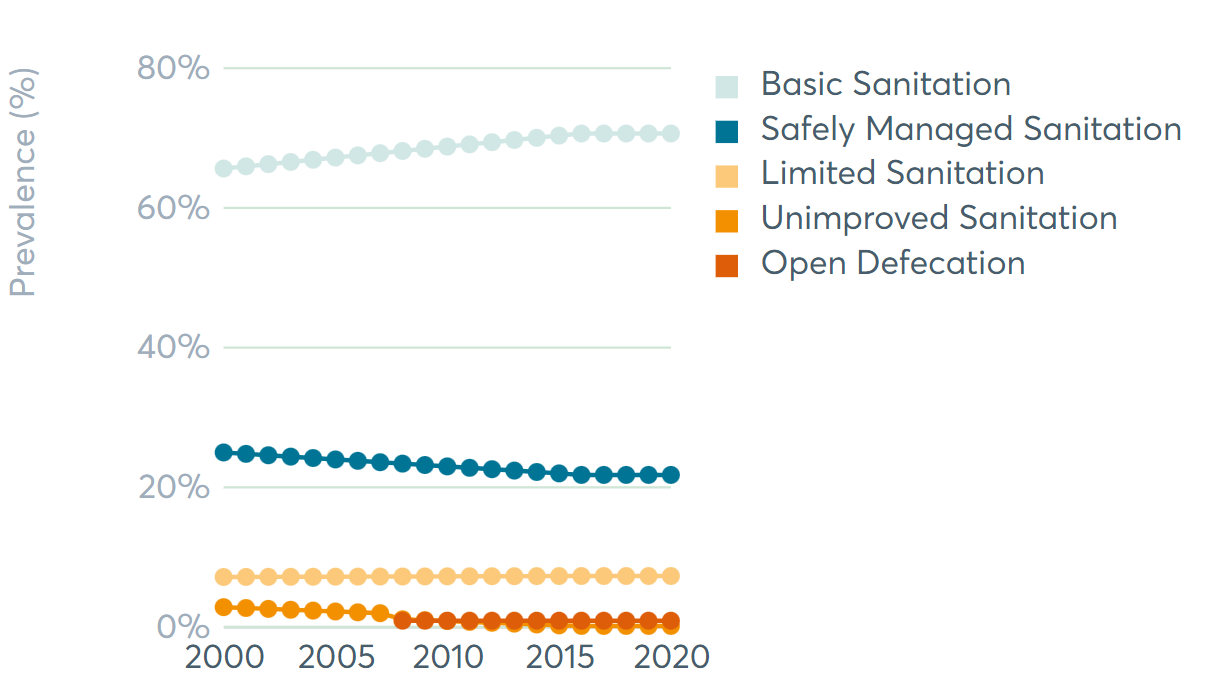 Prevalence (%)
80%
60%
40%
20%
0%
2000 2005 2010 2015 2020
Basic Sanitation
Safely Managed Sanitation
Limited Sanitation
Unimproved Sanitation
Open Defecation